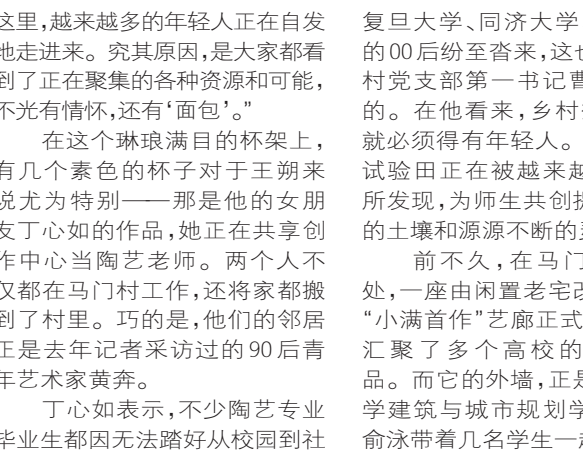 这里,越来越多的年轻人正在自发
地走进来。究其原因,是大家都看
到了正在聚集的各种资源和可能,
不光有情怀,还有‘面包’。”
在这个琳琅满目的杯架上,
有几个素色的杯子对于王朔来
说尤为特别——那是他的女朋
友丁心如的作品,她正在共享创
作中心当陶艺老师。两个人不
仅都在马门村工作,还将家都搬
到了村里。巧的是,他们的邻居
正是去年记者采访过的90后青
年艺术家黄奔。
丁心如表示,不少陶艺专业
毕业生都因无法踏好从校园到社
复旦大学、同济大学
的00后纷至沓来,这也
村党支部第一书记曹
的。在他看来,乡村
就必须得有年轻人。
试验田正在被越来越
所发现,为师生共创提
的土壤和源源不断的
前不久,在马门
处,一座由闲置老宅改
“小满首作”艺廊正式
汇聚了多个高校的
品。而它的外墙,正是
学建筑与城市规划学
俞泳带着几名学生一起